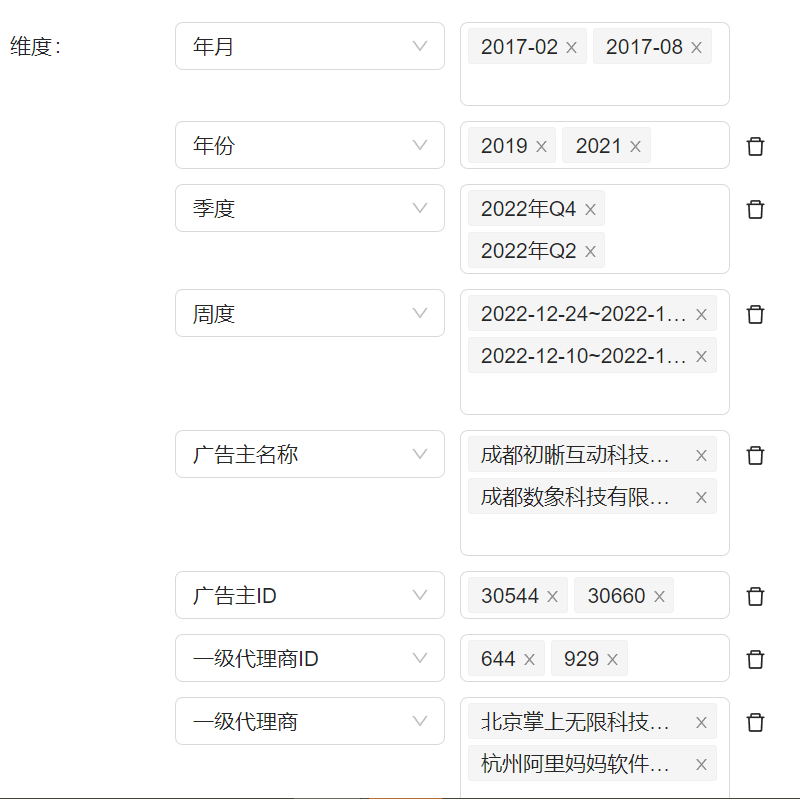 维度:
年月 2017-02 2017-08
年份 2019 2021
季度 2022年Q4
2022年Q2
周度 2022-12-24~2022-1...
2022-12-10~2022-1...
广告主名称 成都初晰互动科技...
成都数象科技有限...
广告主ID 30544 30660
一级代理商ID 644 929
一级代理商 北京掌上无限科技...
杭州阿里妈妈软件...